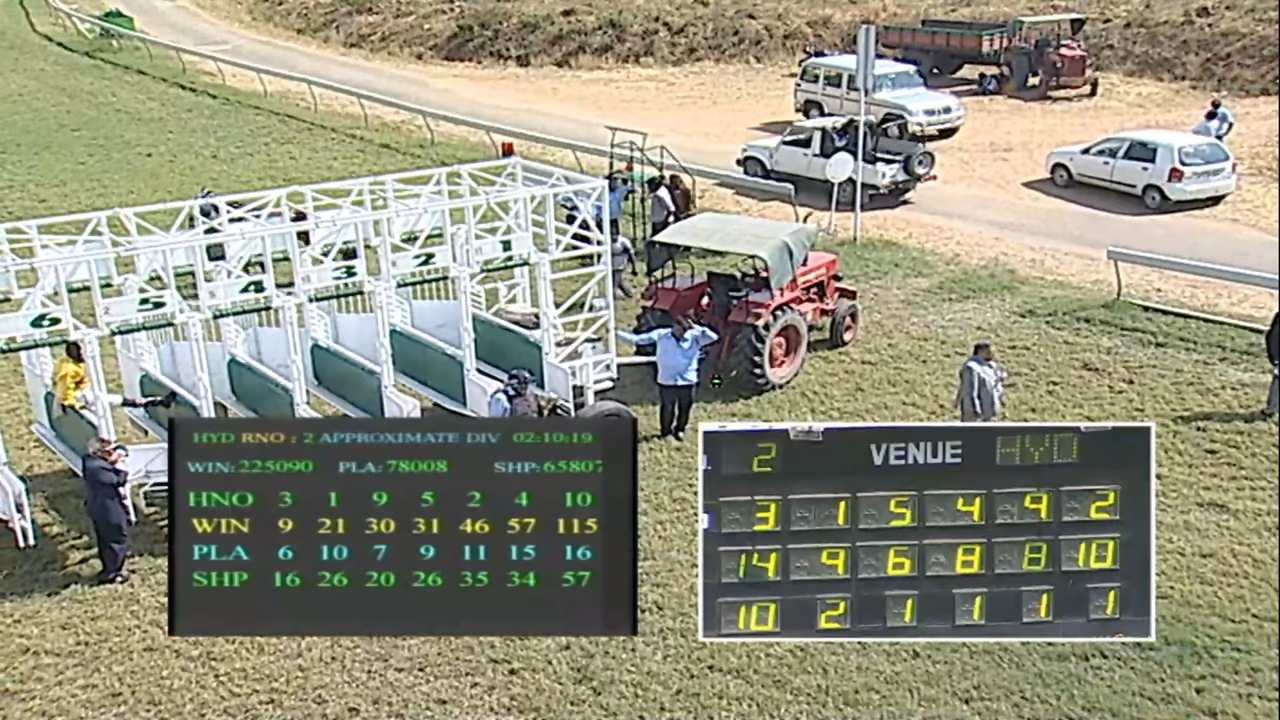 1
2
3
4
5
6
HYD RNO : 2 APPROXIMATE DIV 02:10:19
WIN:225090 PLA:78008 SHP:65807
HNO 3 1 9 5 2 4 10
WIN 9 21 30 31 46 57 115
PLA 6 10 7 9 11 15 16
SHP 16 26 20 26 35 34 57
2 VENUE HYD
3 1 5 4 9 2
14 9 6 8 8 10
10 2 1 1 1 1